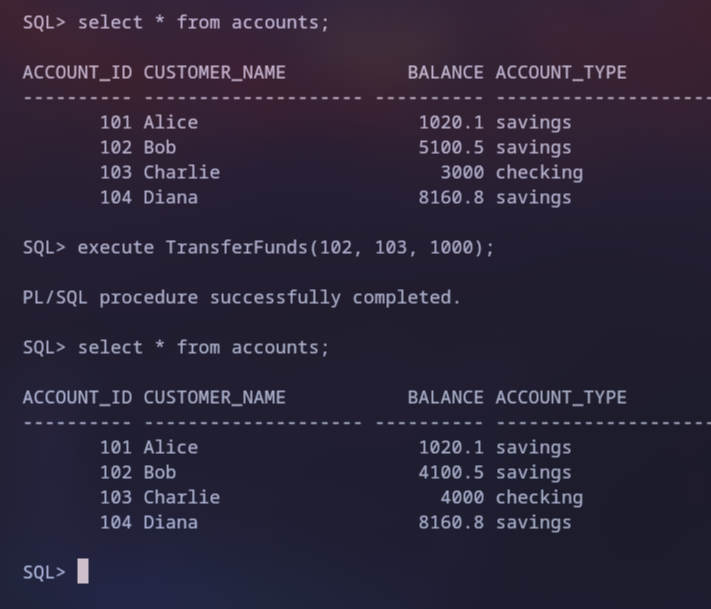 SQL> select * from accounts;
ACCOUNT_ID CUSTOMER_NAME           BALANCE ACCOUNT_TYPE
---------- -------------------- ---------- --------------------
       101 Alice                    1020.1 savings
       102 Bob                      5100.5 savings
       103 Charlie                    3000 checking
       104 Diana                    8160.8 savings
SQL> execute TransferFunds(102, 103, 1000);
PL/SQL procedure successfully completed.
SQL> select * from accounts;
ACCOUNT_ID CUSTOMER_NAME           BALANCE ACCOUNT_TYPE
---------- -------------------- ---------- --------------------
       101 Alice                    1020.1 savings
       102 Bob                      4100.5 savings
       103 Charlie                    4000 checking
       104 Diana                    8160.8 savings
SQL>